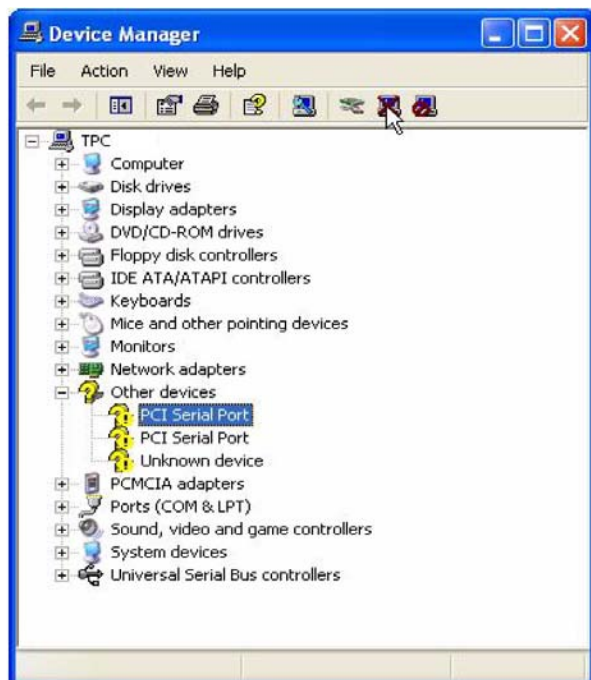 Device Manager
File Action View Help
TPC
Computer
Disk drives
Display adapters
DVD/CD-ROM drives
Floppy disk controllers
IDE ATA/ATAPI controllers
Keyboards
Mice and other pointing devices
Monitors
Network adapters
Other devices
PCI Serial Port
PCI Serial Port
Unknown device
PCMCIA adapters
Ports (COM & LPT)
Sound, video and game controllers
System devices
Universal Serial Bus controllers